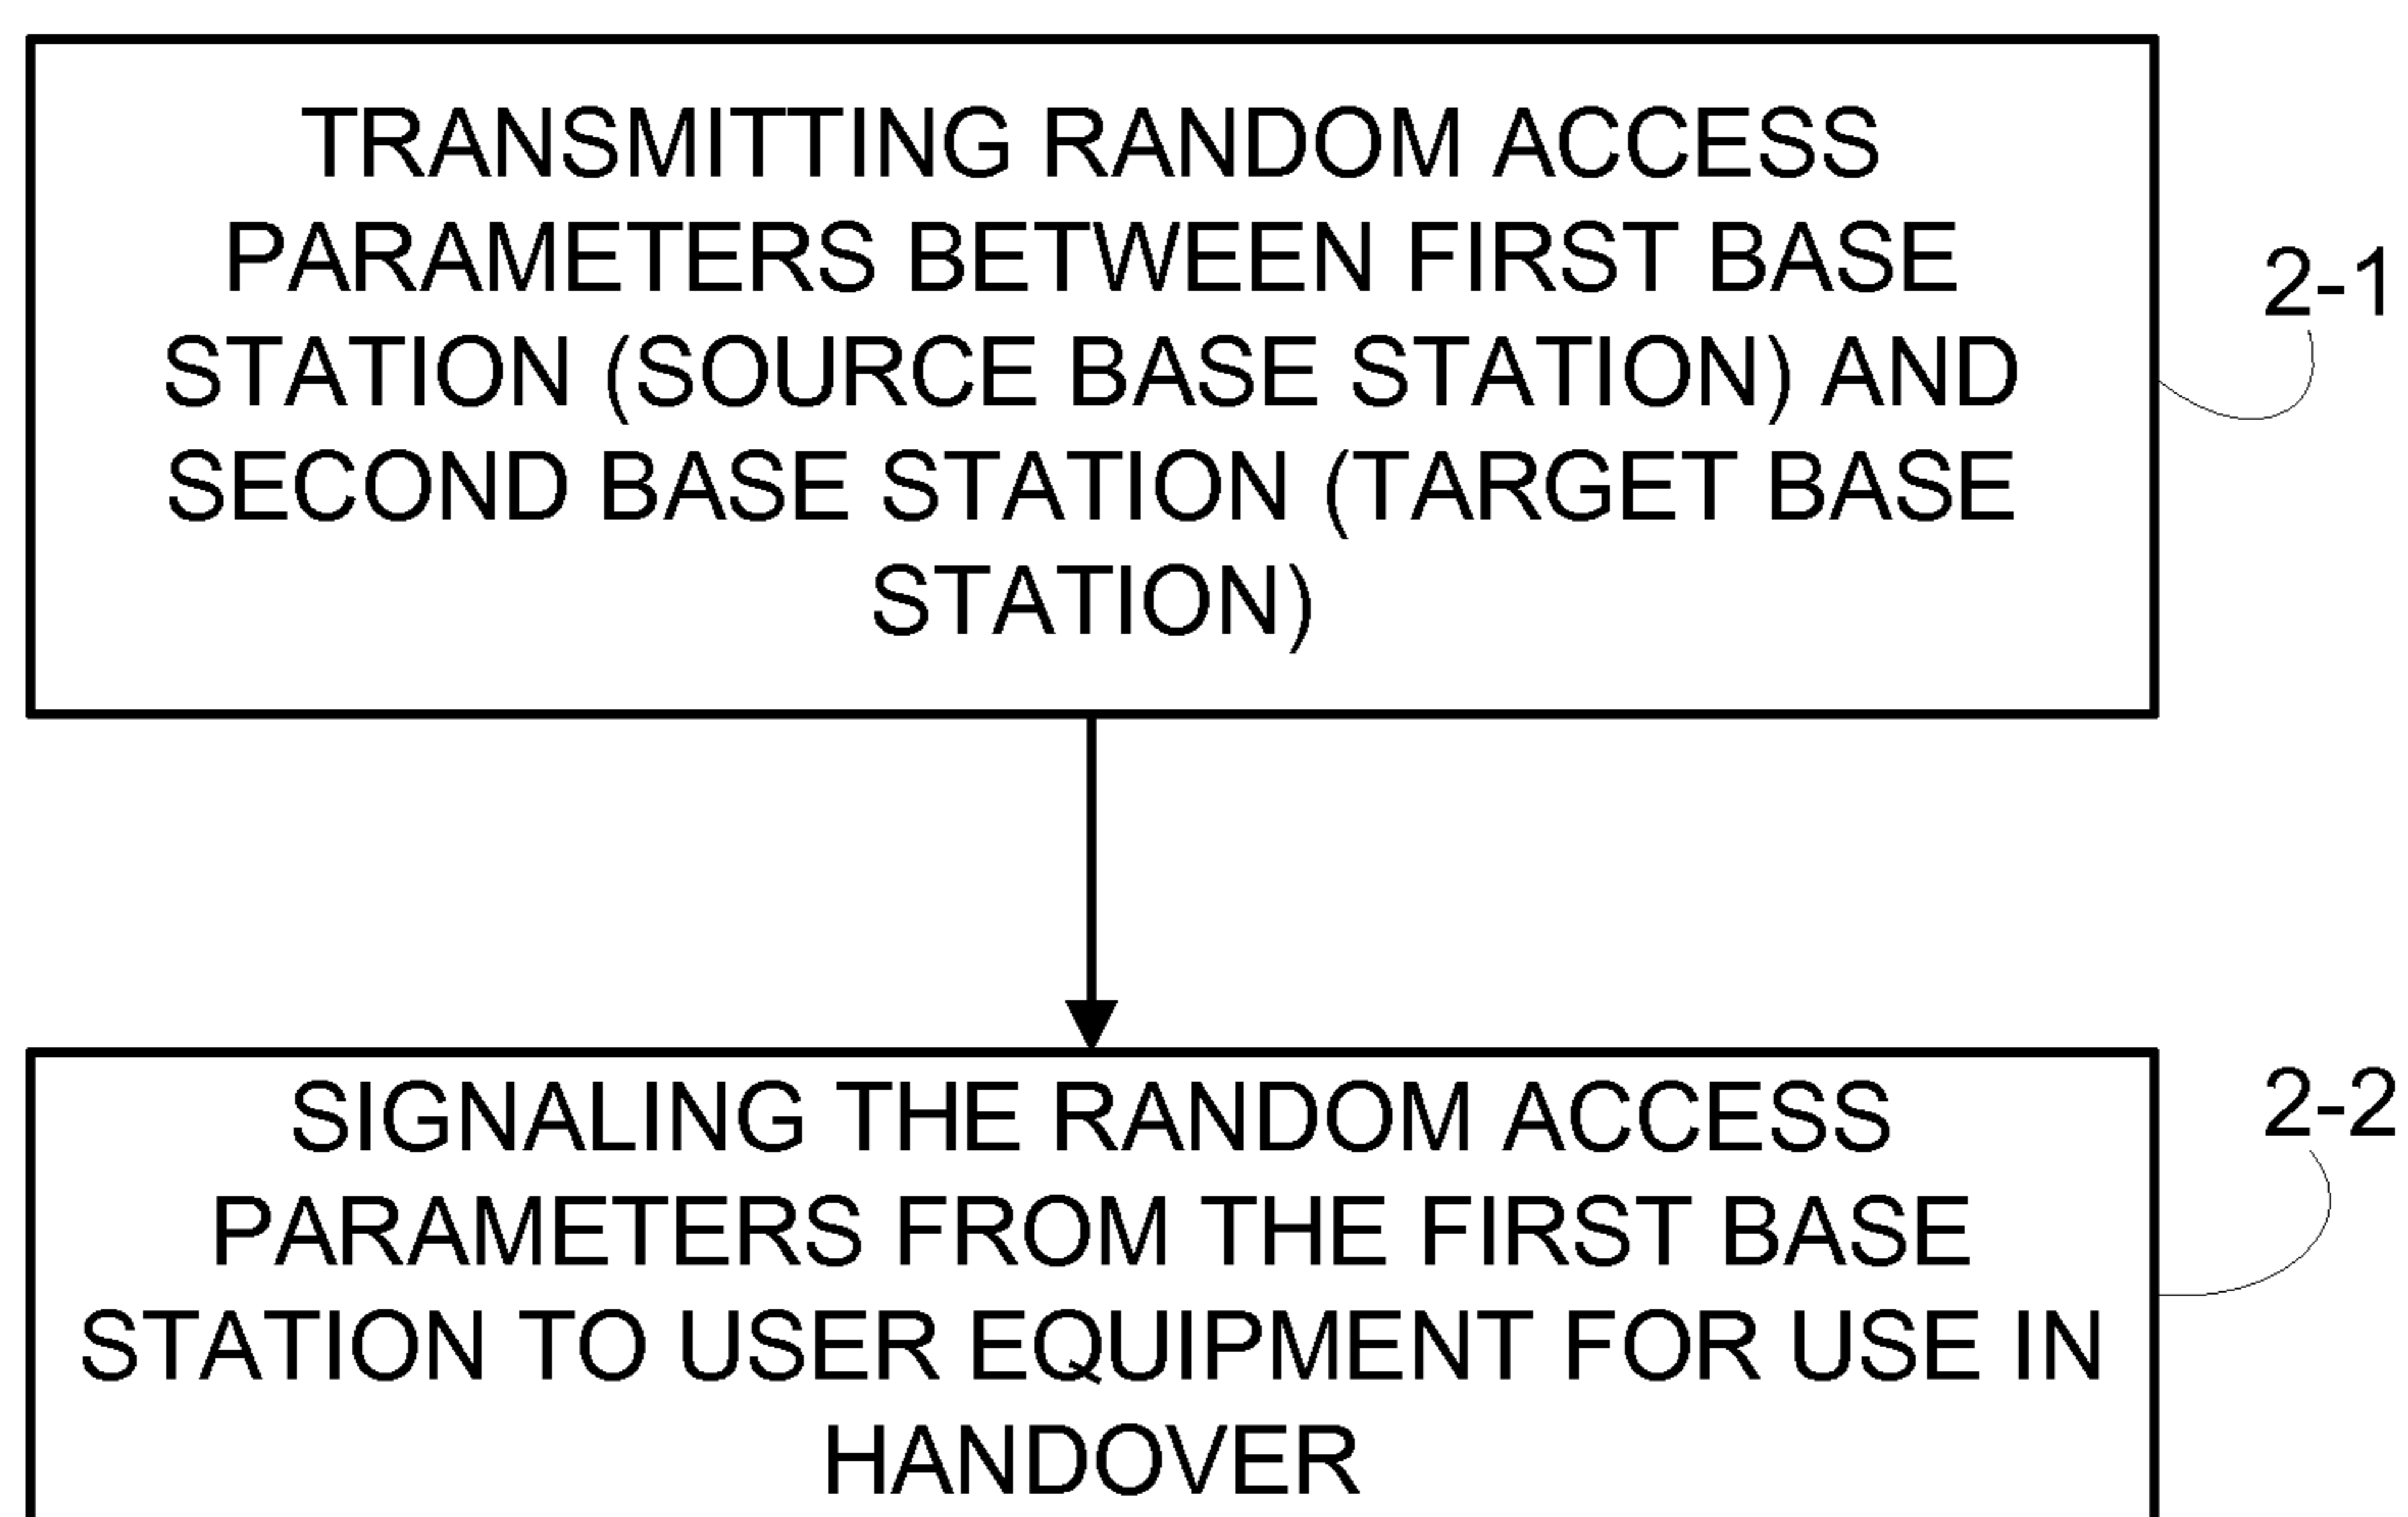 TRANSMITTING RANDOM ACCESS
PARAMETERS BETWEEN FIRST BASE
STATION (SOURCE BASE STATION) AND
SECOND BASE STATION (TARGET BASE
STATION)
2-1
SIGNALING THE RANDOM ACCESS
PARAMETERS FROM THE FIRST BASE
STATION TO USER EQUIPMENT FOR USE IN
HANDOVER
2-2